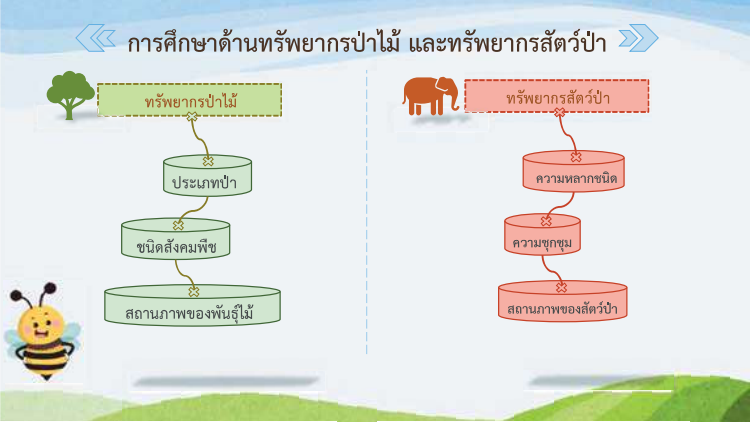 การศึกษาด้านทรัพยากรป่าไม้ และทรัพยากรสัตว์ป่า
ทรัพยากรป่าไม้
ประเภทป่า
ชนิดสังคมพืช
สถานภาพของพันธุ์ไม้
ทรัพยากรสัตว์ป่า
ความหลากชนิด
ความชุกชุม
สถานภาพของสัตว์ป่า